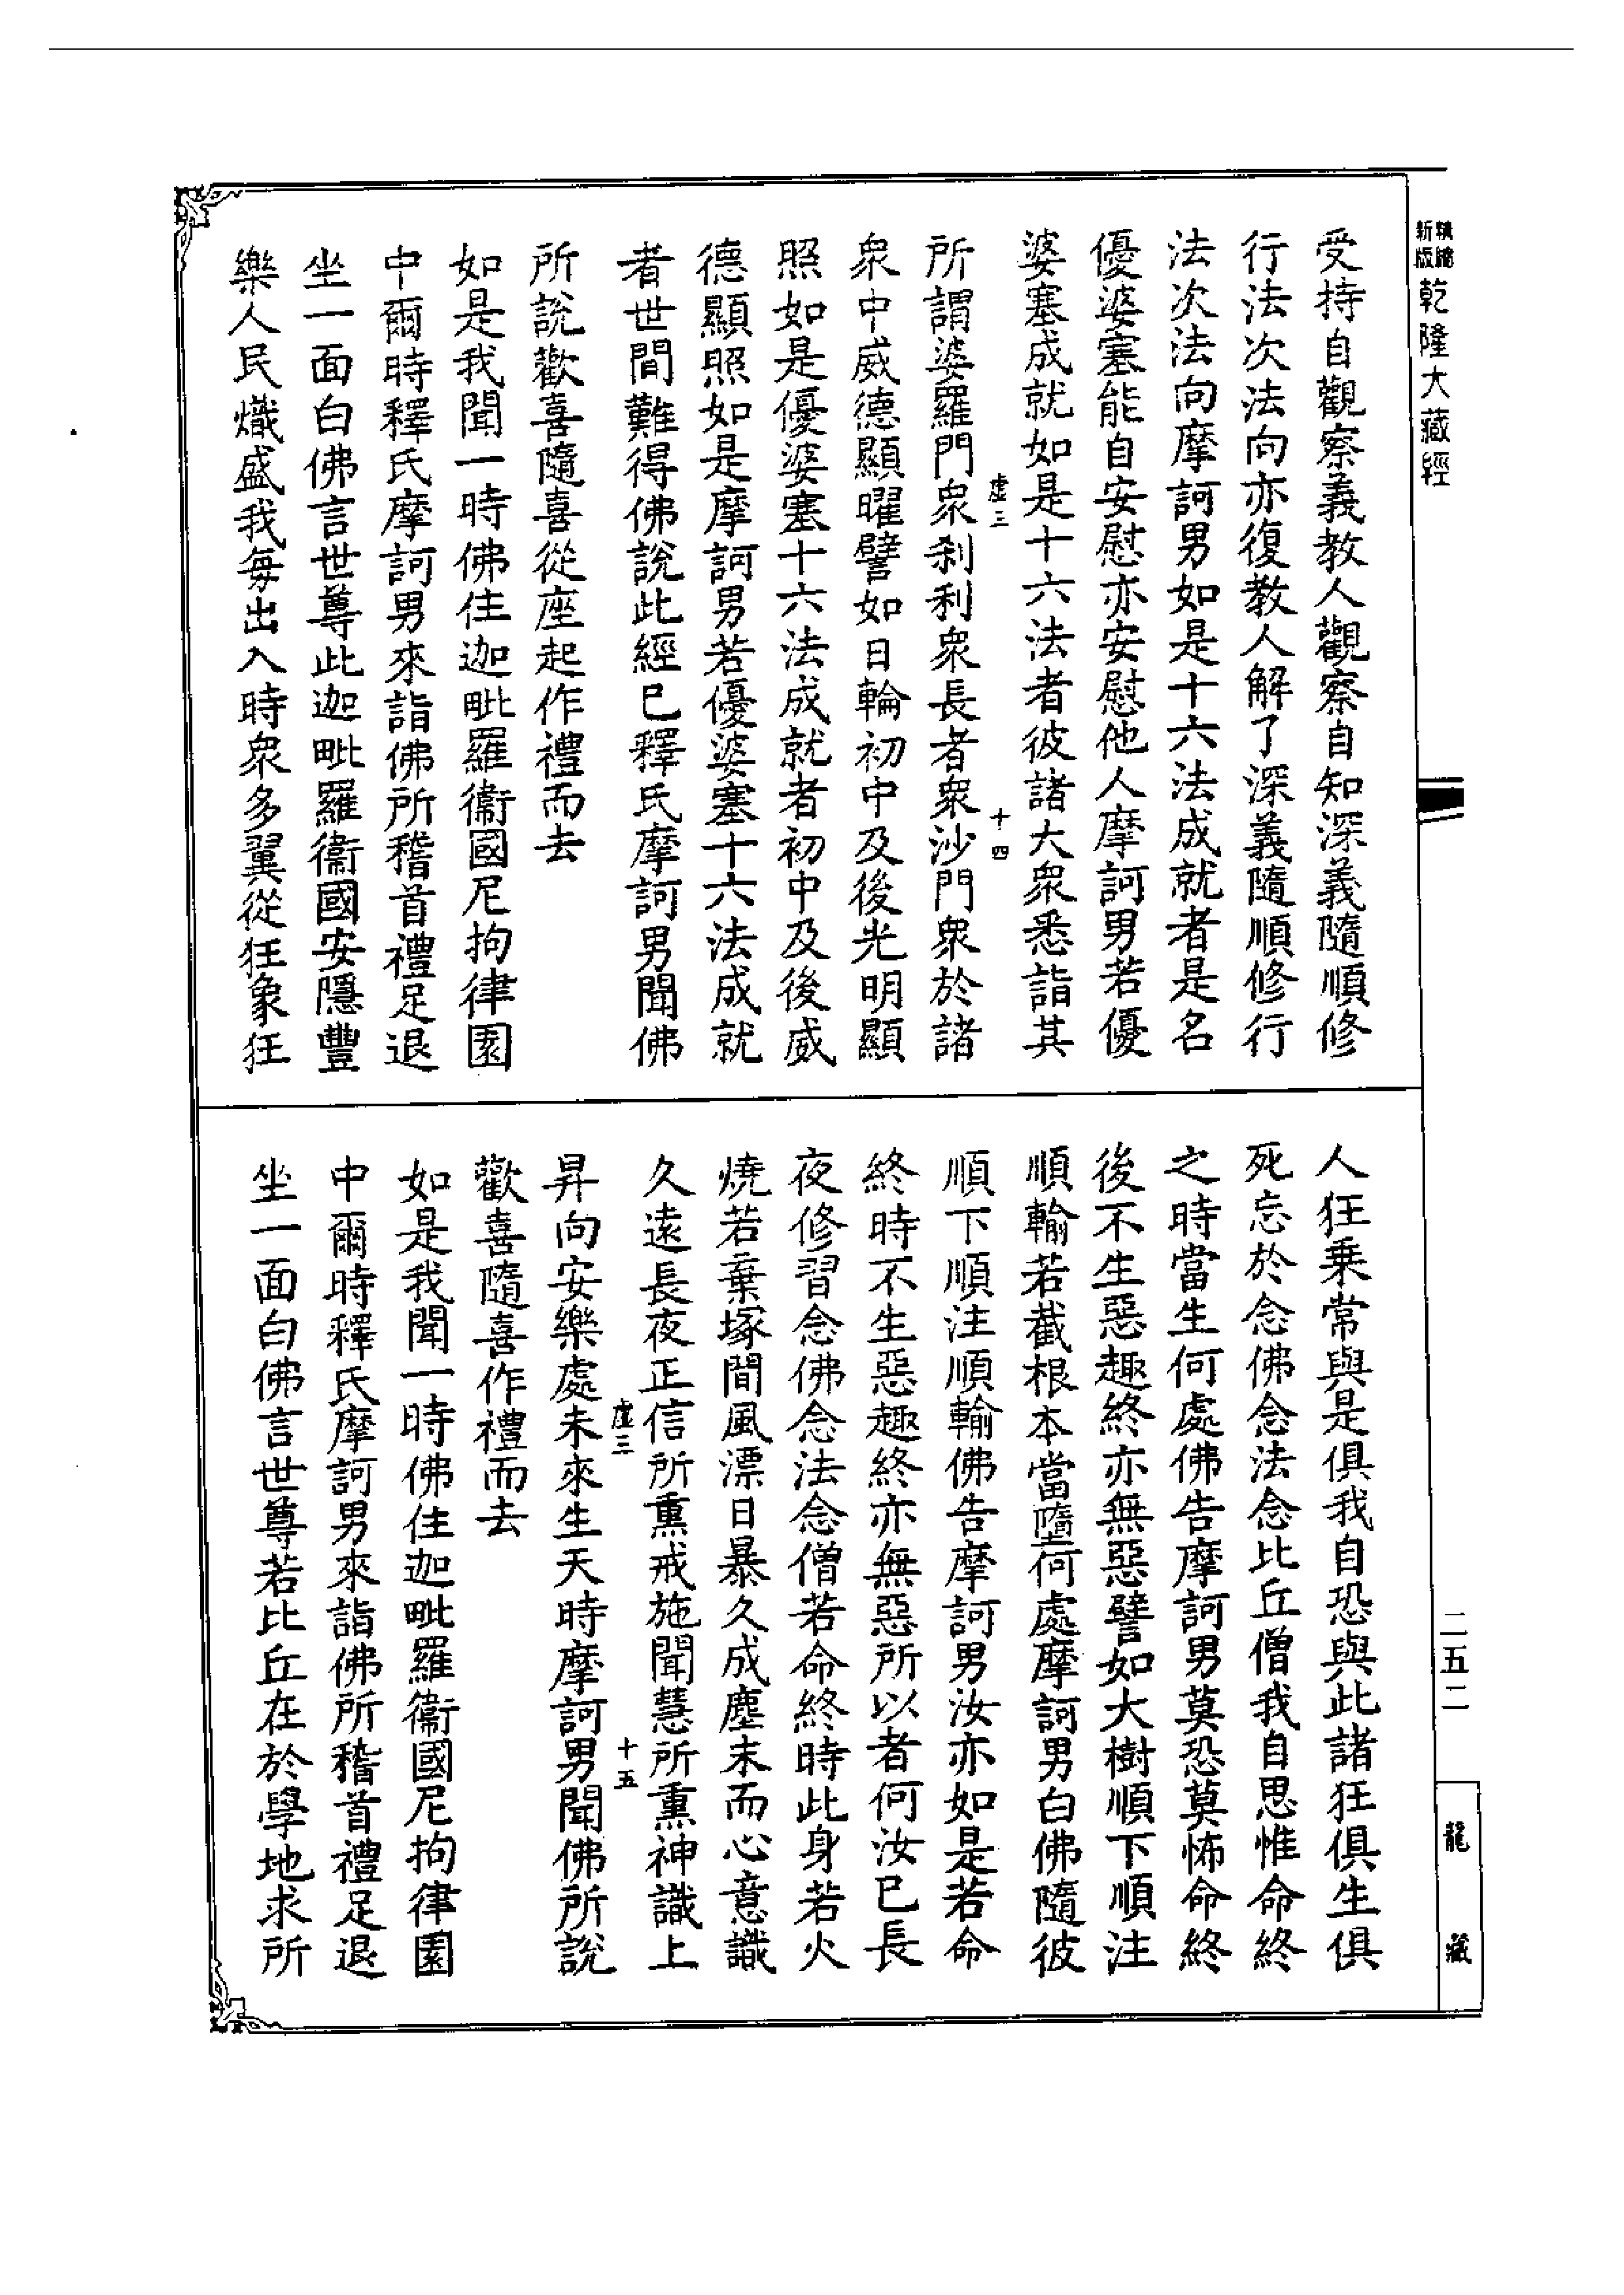 新版
精縮
乾隆大藏經
受持自觀察義教人觀察自知深義隨順修
行法次法向亦復教人解了深義隨順修行
法次法向摩訶男如是十六法成就者是名
優婆塞能自安慰亦安慰他人摩訶男若優
婆塞成就如是十六法者彼諸大眾悉詣其
虛三
十四
所謂婆羅門眾剎利眾長者眾沙門眾於諸
眾中威德顯曜譬如日輪初中及後光明顯
照如是優婆塞十六法成就者初中及後威
德顯照如是摩訶男若優婆塞十六法成就
者世間難得佛說此經已釋氏摩訶男聞佛
所說歡喜隨喜從座起作禮而去
如是我聞一時佛住迦毗羅衞國尼拘律園
中爾時釋氏摩訶男來詣佛所稽首禮足退
坐一面白佛言世尊此迦毗羅衞國安隱豐
樂人民熾盛我每出入時眾多翼從狂象狂
人狂乗常與是俱我自恐與此諸狂俱生俱
死忘於念佛念法念比丘僧我自思惟命終
之時當生何處佛告摩訶男莫恐莫怖命終
後不生惡趣終亦無惡譬如大樹順下順注
順輸若截根本當墮何處摩訶男白佛隨彼
順下順注順輸佛告摩訶男汝亦如是若命
終時不生惡趣終亦無惡所以者何汝已長
夜修習念佛念法念僧若命終時此身若火
燒若棄塚間風漂日暴久成塵末而心意識
久遠長夜正信所熏戒施聞慧所熏神識上
虛三
十五
昇向安樂處未來生天時摩訶男聞佛所說
歡喜隨喜作禮而去
如是我聞一時佛住迦毗羅衞國尼拘律園
中爾時釋氏摩訶男來詣佛所稽首禮足退
坐一面白佛言世尊若比丘在於學地求所
二五二
龍藏